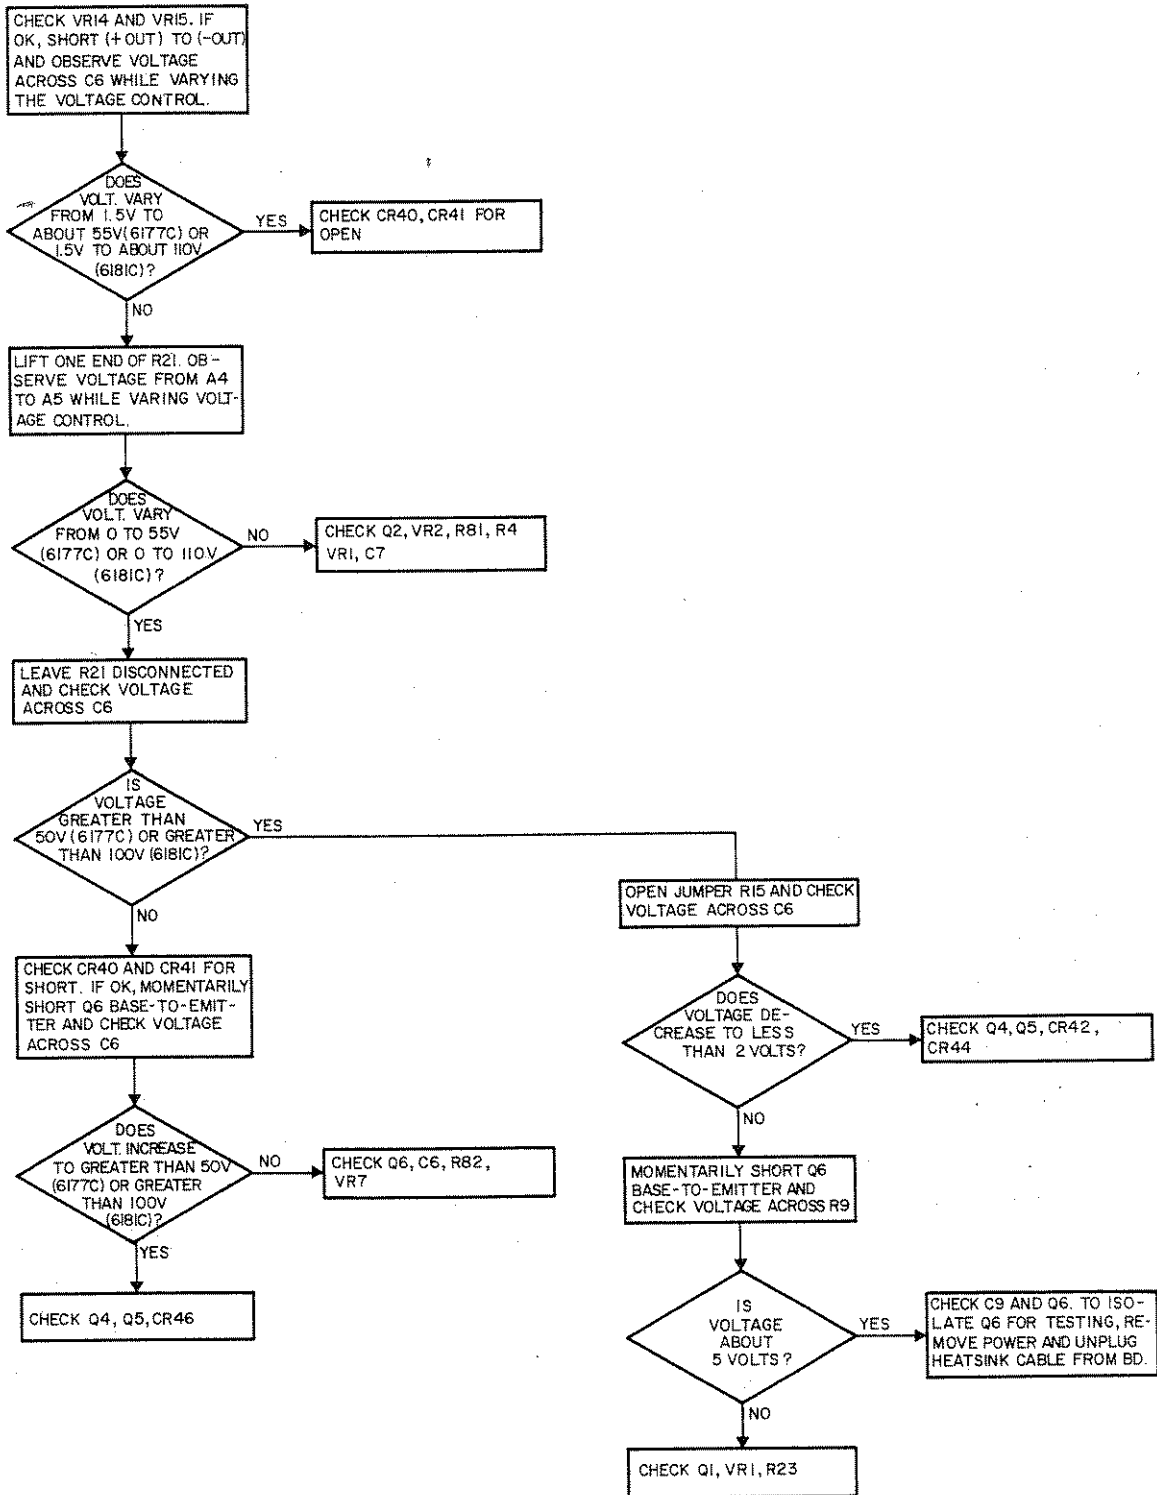 CHECK VR14 AND VR15. IF
OK, SHORT (+OUT) TO (-OUT)
AND OBSERVE VOLTAGE
ACROSS C6 WHILE VARYING
THE VOLTAGE CONTROL.
DOES
VOLT. VARY
FROM 1.5V TO
ABOUT 55V(6177C) OR
1.5V TO ABOUT 110V
(6181C)?
YES
CHECK CR40, CR41 FOR
OPEN
NO
LIFT ONE END OF R21. OB-
SERVE VOLTAGE FROM A4
TO A5 WHILE VARING VOLT-
AGE CONTROL.
DOES
VOLT. VARY
FROM 0 TO 55V
(6177C) OR 0 TO 110V
(6181C)?
NO
CHECK Q2, VR2, R81, R4
VR1, C7
YES
LEAVE R21 DISCONNECTED
AND CHECK VOLTAGE
ACROSS C6
IS
VOLTAGE
GREATER THAN
50V(6177C) OR GREATER
THAN 100V (6181C)?
YES
NO
OPEN JUMPER R15 AND CHECK
VOLTAGE ACROSS C6
CHECK CR40 AND CR41 FOR
SHORT. IF OK, MOMENTARILY
SHORT Q6 BASE-TO-EMIT-
TER AND CHECK VOLTAGE
ACROSS C6
DOES
VOLTAGE DE-
CREASE TO LESS
THAN 2 VOLTS?
YES
CHECK Q4, Q5, CR42,
CR44
NO
DOES
VOLT. INCREASE
TO GREATER THAN 50V
(6177C) OR GREATER
THAN 100V
(6181C)?
NO
CHECK Q6, C6, R82,
VR7
YES
CHECK Q4, Q5, CR46
MOMENTARILY SHORT Q6
BASE-TO-EMITTER AND
CHECK VOLTAGE ACROSS R9
IS
VOLTAGE
ABOUT
5 VOLTS?
YES
CHECK C9 AND Q6. TO ISO-
LATE Q6 FOR TESTING, RE-
MOVE POWER AND UNPLUG
HEATSINK CABLE FROM BD.
NO
CHECK Q1, VR1, R23